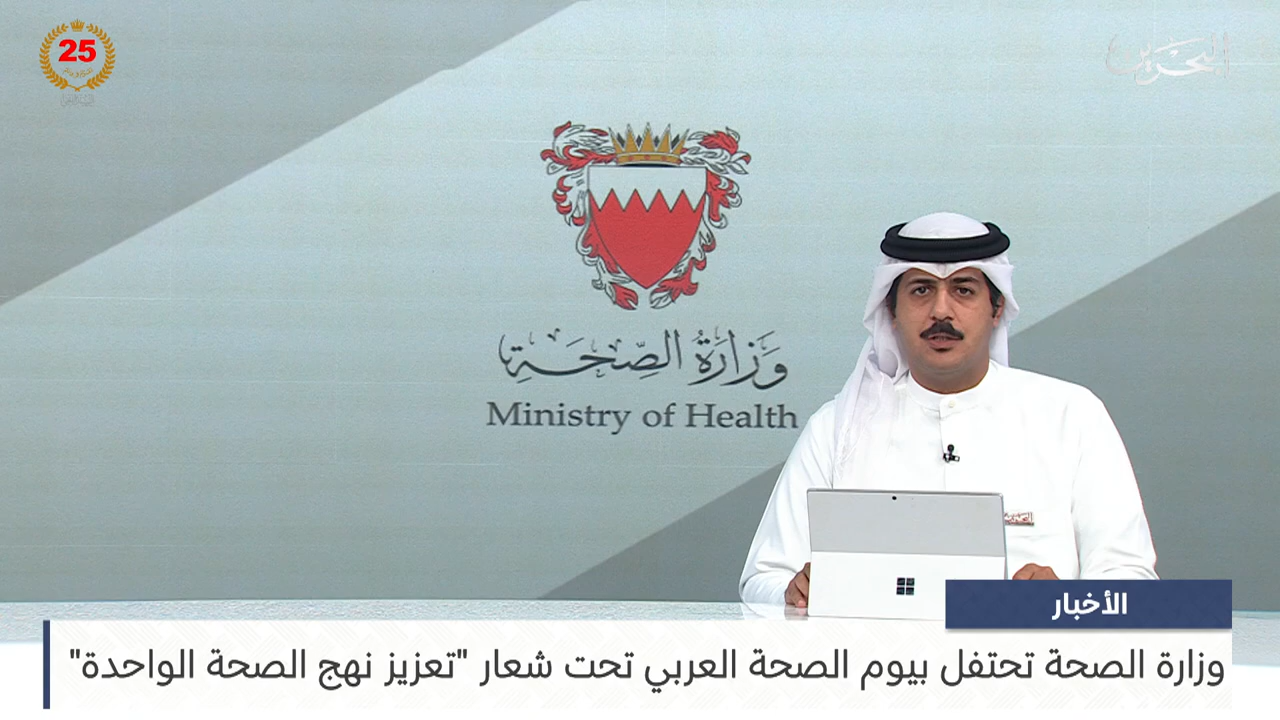 25
البحرين
وزارة الصحة
Ministry of Health
الأخبار
وزارة الصحة تحتفل بيوم الصحة العربي تحت شعار "تعزيز نهج الصحة الواحدة"